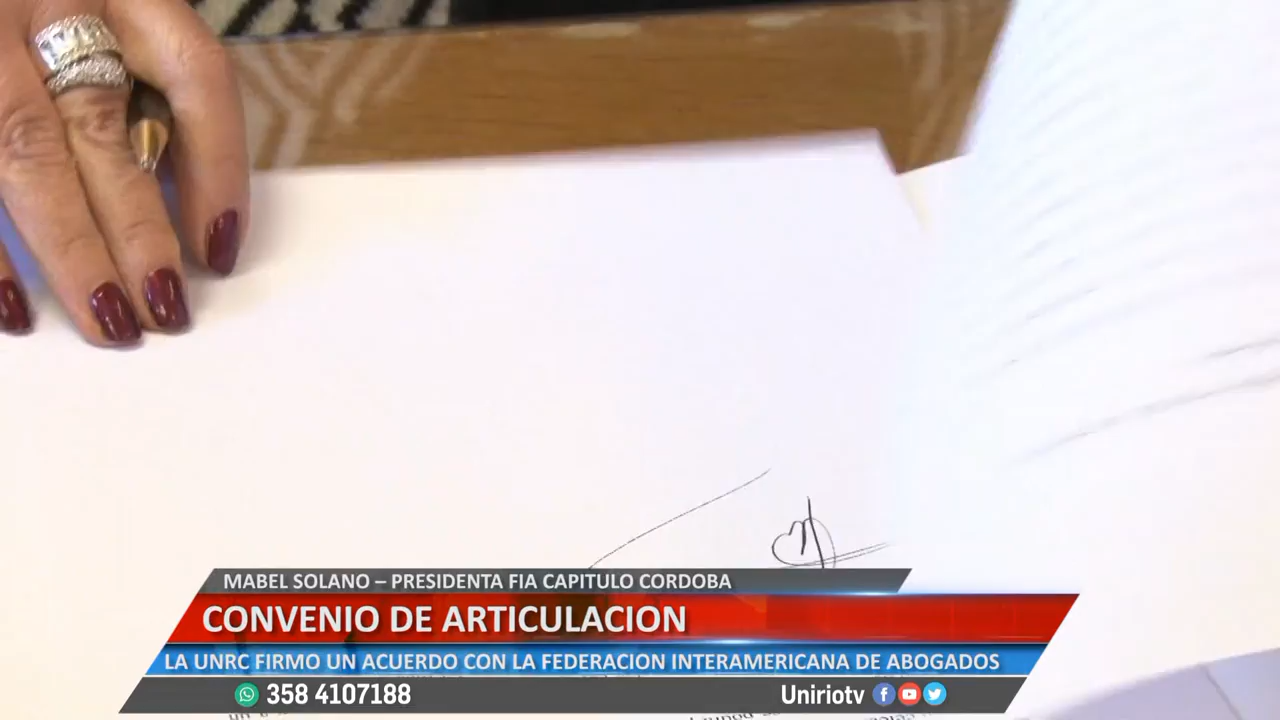 MABEL SOLANO – PRESIDENTA FIA CAPITULO CORDOBA
CONVENIO DE ARTICULACION
LA UNRC FIRMO UN ACUERDO CON LA FEDERACION INTERAMERICANA DE ABOGADOS
358 4107188
Uniriotv